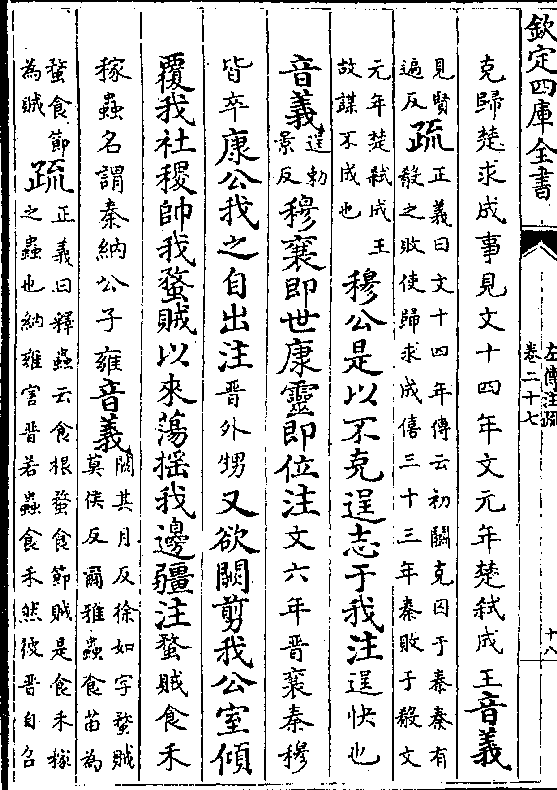 欽定四庫全書
左傳注疏
卷二十七
十八
克歸楚求成事見文十四年文元年楚弒成王音義
見賢
遍反
疏
正義曰文十四年傳云初鬬克囚于秦秦有
殽之敗使歸求成僖三十三年秦敗于殽文
元年楚弒成王
故謀不成也
穆公是以不克逞志于我注逞快也
音義
逞勅
景反
穆襄即世康靈即位注文六年晉襄秦穆
皆卒康公我之自出注晉外甥又欲闕剪我公室傾
覆我社稷帥我蝥賊以來蕩搖我邊疆注蝥賊食禾
稼蟲名謂秦納公子雍音義
闕其月反徐如字蝥賊
莫侯反爾雅蟲食苗為
蝥食節
為賊
疏
正義曰釋蟲云食根蝥食節賊是食禾稼
之蟲也納雍害晉若蟲食禾然彼晉自召